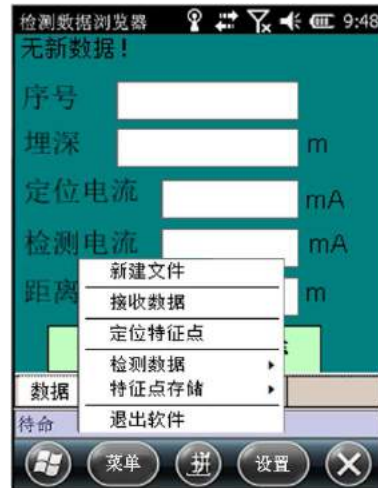 检测数据浏览器 9:48
无新数据!
序号
埋深 m
定位电流 mA
检测电流 mA
距离 m
新建文件
接收数据
定位特征点
检测数据
特征点存储
退出软件
数据
待命
菜单 拼 设置